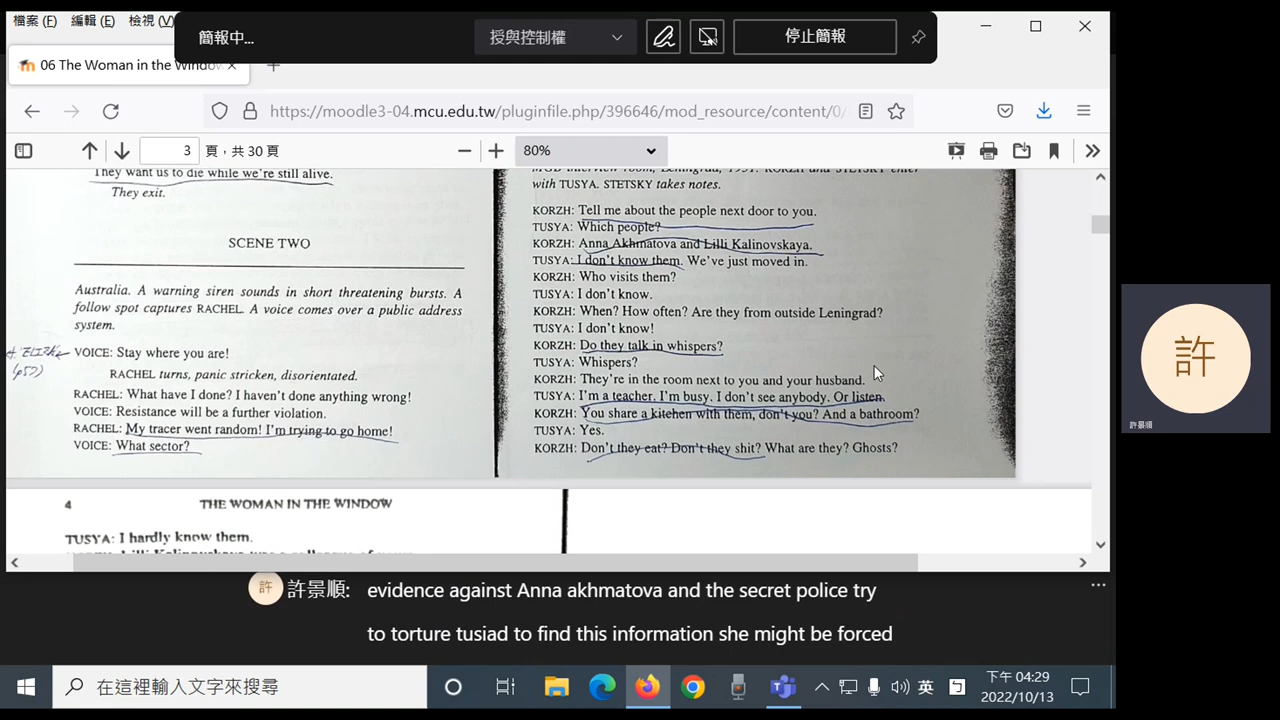 檔案 (F) 編輯 (E) 檢視 (V)
簡報中...
授與控制權
停止簡報
06 The Woman in the Window
https://moodle3-04.mcu.edu.tw/pluginfile.php/396646/mod_resource/content/0/
3 頁，共 30 頁
80%
They want us to die while we're still alive.
They exit.
SCENE TWO
Australia. A warning siren sounds in short threatening bursts. A
follow spot captures RACHEL. A voice comes over a public address
system.
VOICE: Stay where you are!
RACHEL turns, panic stricken, disorientated.
RACHEL: What have I done? I haven't done anything wrong!
VOICE: Resistance will be a further violation.
RACHEL: My tracer went random! I'm trying to go home!
VOICE: What sector?
with TUSYA. STETSKY takes notes.
KORZH: Tell me about the people next door to you.
TUSYA: Which people?
KORZH: Anna Akhmatova and Lilli Kalinovskaya.
TUSYA: I don't know them. We've just moved in.
KORZH: Who visits them?
TUSYA: I don't know.
KORZH: When? How often? Are they from outside Leningrad?
TUSYA: I don't know!
KORZH: Do they talk in whispers?
TUSYA: Whispers?
KORZH: They're in the room next to you and your husband.
TUSYA: I'm a teacher. I'm busy. I don't see anybody. Or listen.
KORZH: You share a kitchen with them, don't you? And a bathroom?
TUSYA: Yes.
KORZH: Don't they eat? Don't they shit? What are they? Ghosts?
4 THE WOMAN IN THE WINDOW
TUSYA: I hardly know them.
許
許景順
許
許景順:
evidence against Anna akhmatova and the secret police try
to torture tusiad to find this information she might be forced
在這裡輸入文字來搜尋
英
下午 04:29
2022/10/13